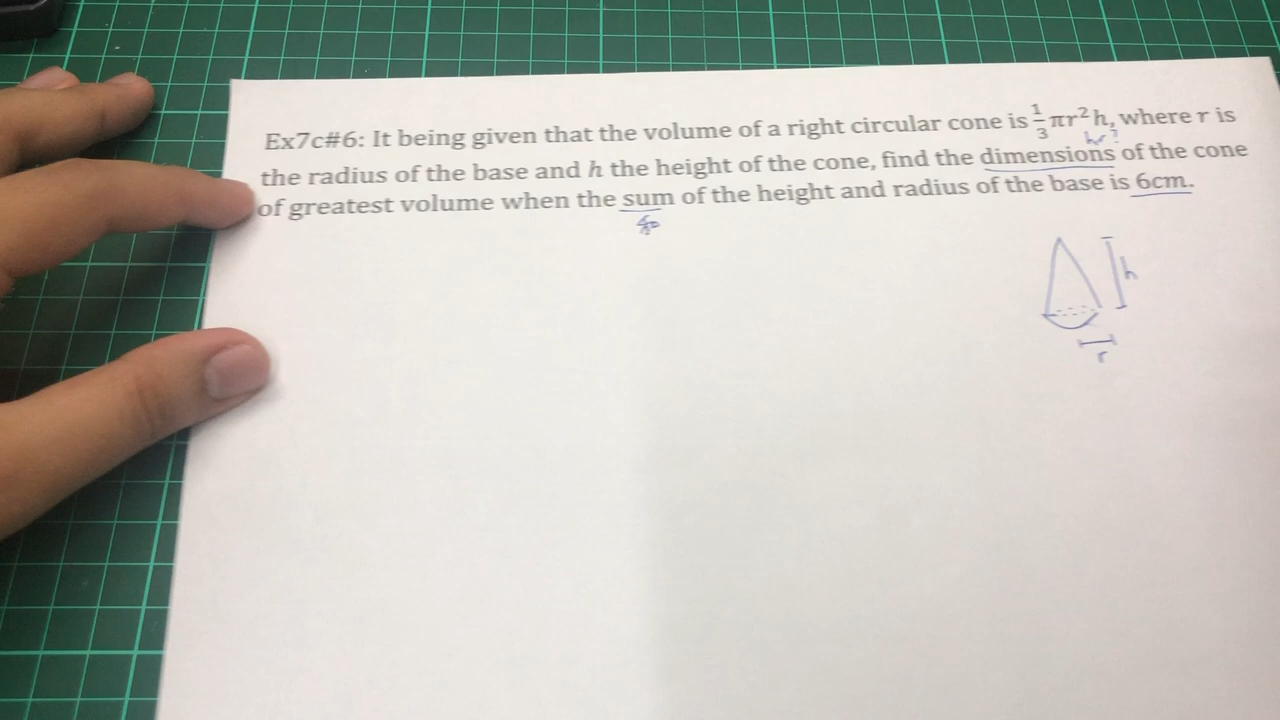 Ex7c#6: It being given that the volume of a right circular cone is 1/3 πr²h, where r is
h r?
the radius of the base and h the height of the cone, find the dimensions of the cone
of greatest volume when the sum of the height and radius of the base is 6cm.
h
r